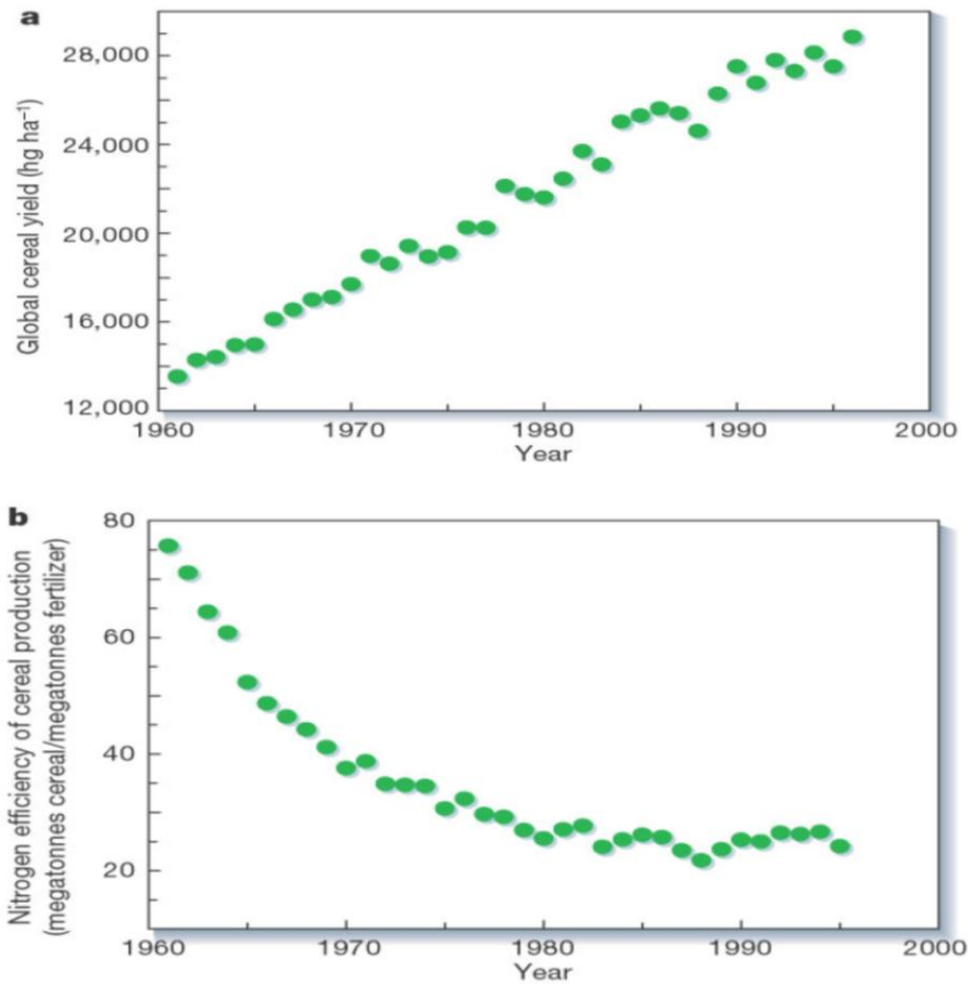 a
Global cereal yield (hg ha⁻¹)
28,000
24,000
20,000
16,000
12,000
1960 1970 1980 1990 2000
Year
b
Nitrogen efficiency of cereal production
(megatonnes cereal/megatonnes fertilizer)
80
60
40
20
1960 1970 1980 1990 2000
Year